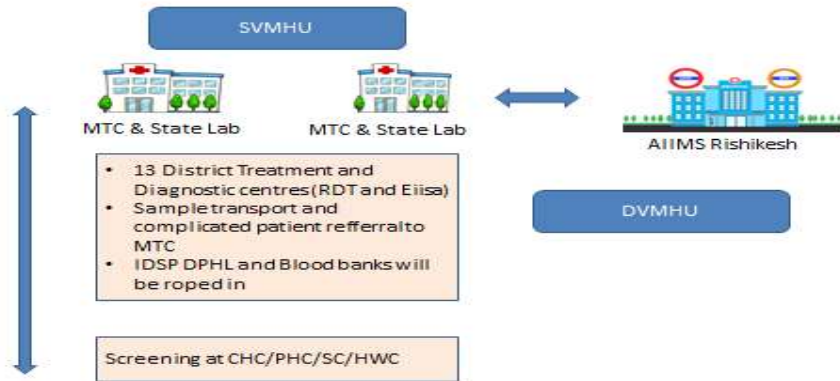 SVMHU
MTC & State Lab
MTC & State Lab
AIIMS Rishikesh
• 13 District Treatment and
Diagnostic centres(RDT and Eiisa)
• Sample transport and
complicated patient refferral to
MTC
• IDSP DPHL and Blood banks will
be roped in
DVMHU
Screening at CHC/PHC/SC/HWC